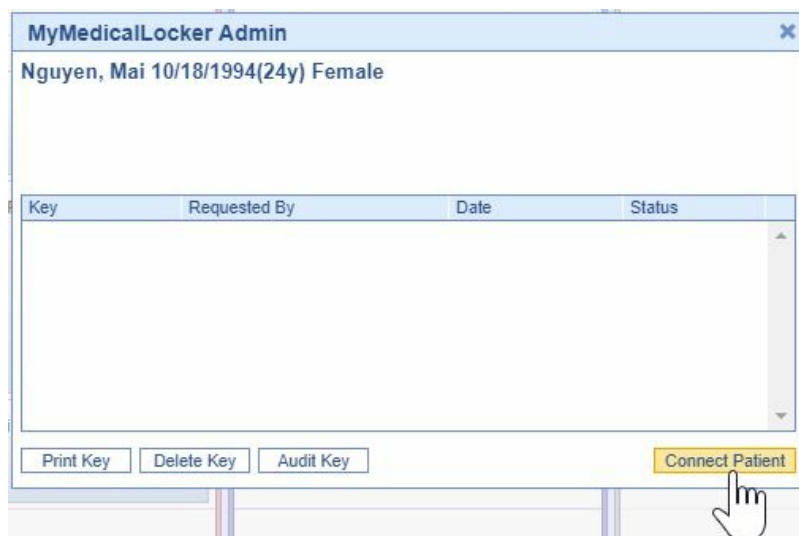 MyMedicalLocker Admin
Nguyen, Mai 10/18/1994(24y) Female
Key Requested By Date Status
Print Key Delete Key Audit Key Connect Patient